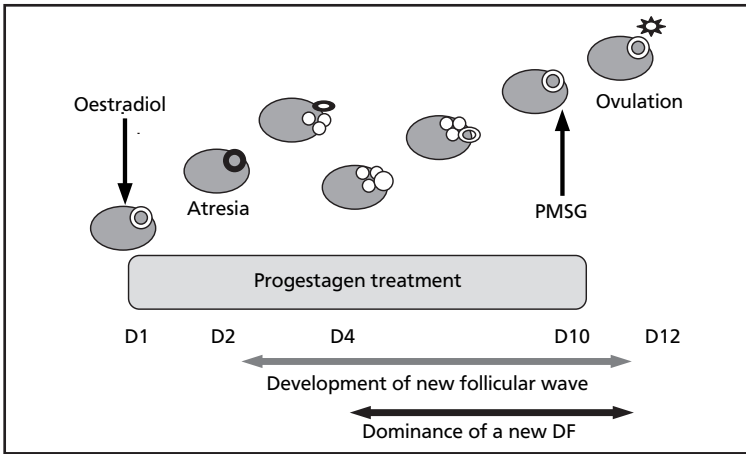 Oestradiol
Ovulation
Atresia
PMSG
Progestagen treatment
D1 D2 D4 D10 D12
Development of new follicular wave
Dominance of a new DF